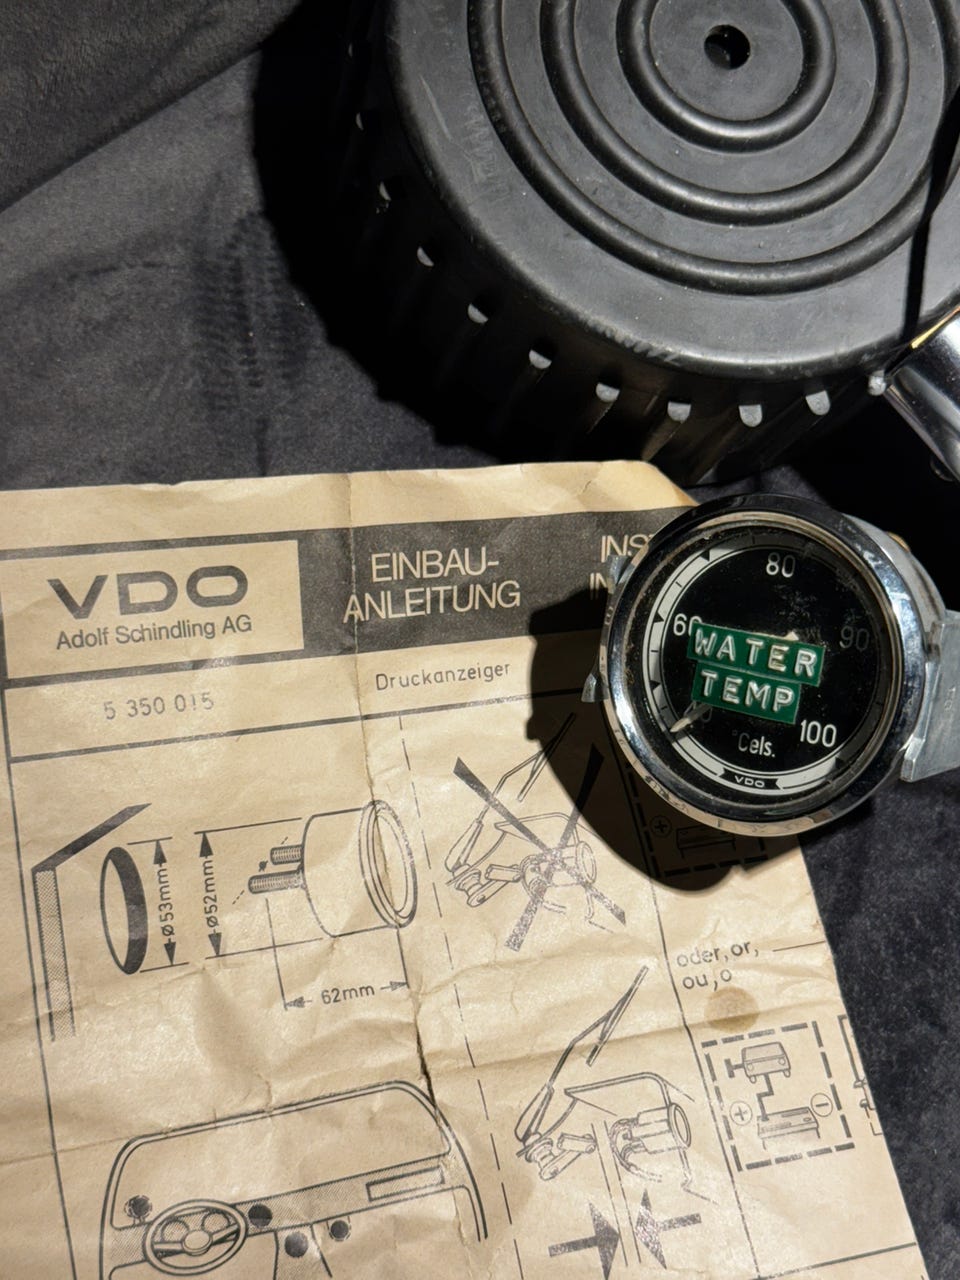 VDO
Adolf Schindling AG
EINBAU-
ANLEITUNG
5 350 015
Druckanzeiger
80
60
90
WATER
TEMP
100
°Cels.
VDO
ø53mm
ø52mm
62mm
oder, or,
ou, o
+
+
−